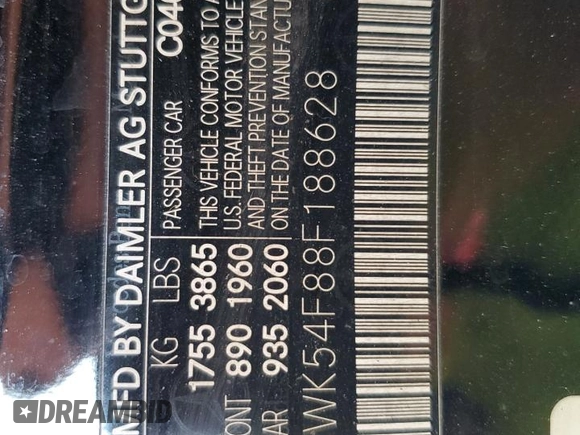 MFD BY DAIMLER AG STUTTG
KG LBS PASSENGER CAR C04
1755 3865 THIS VEHICLE CONFORMS TO A
890 1960 U.S. FEDERAL MOTOR VEHICLE
935 2060 AND THEFT PREVENTION STAN
ON THE DATE OF MANUFACTU
WK54F88F188628
DREAMBID